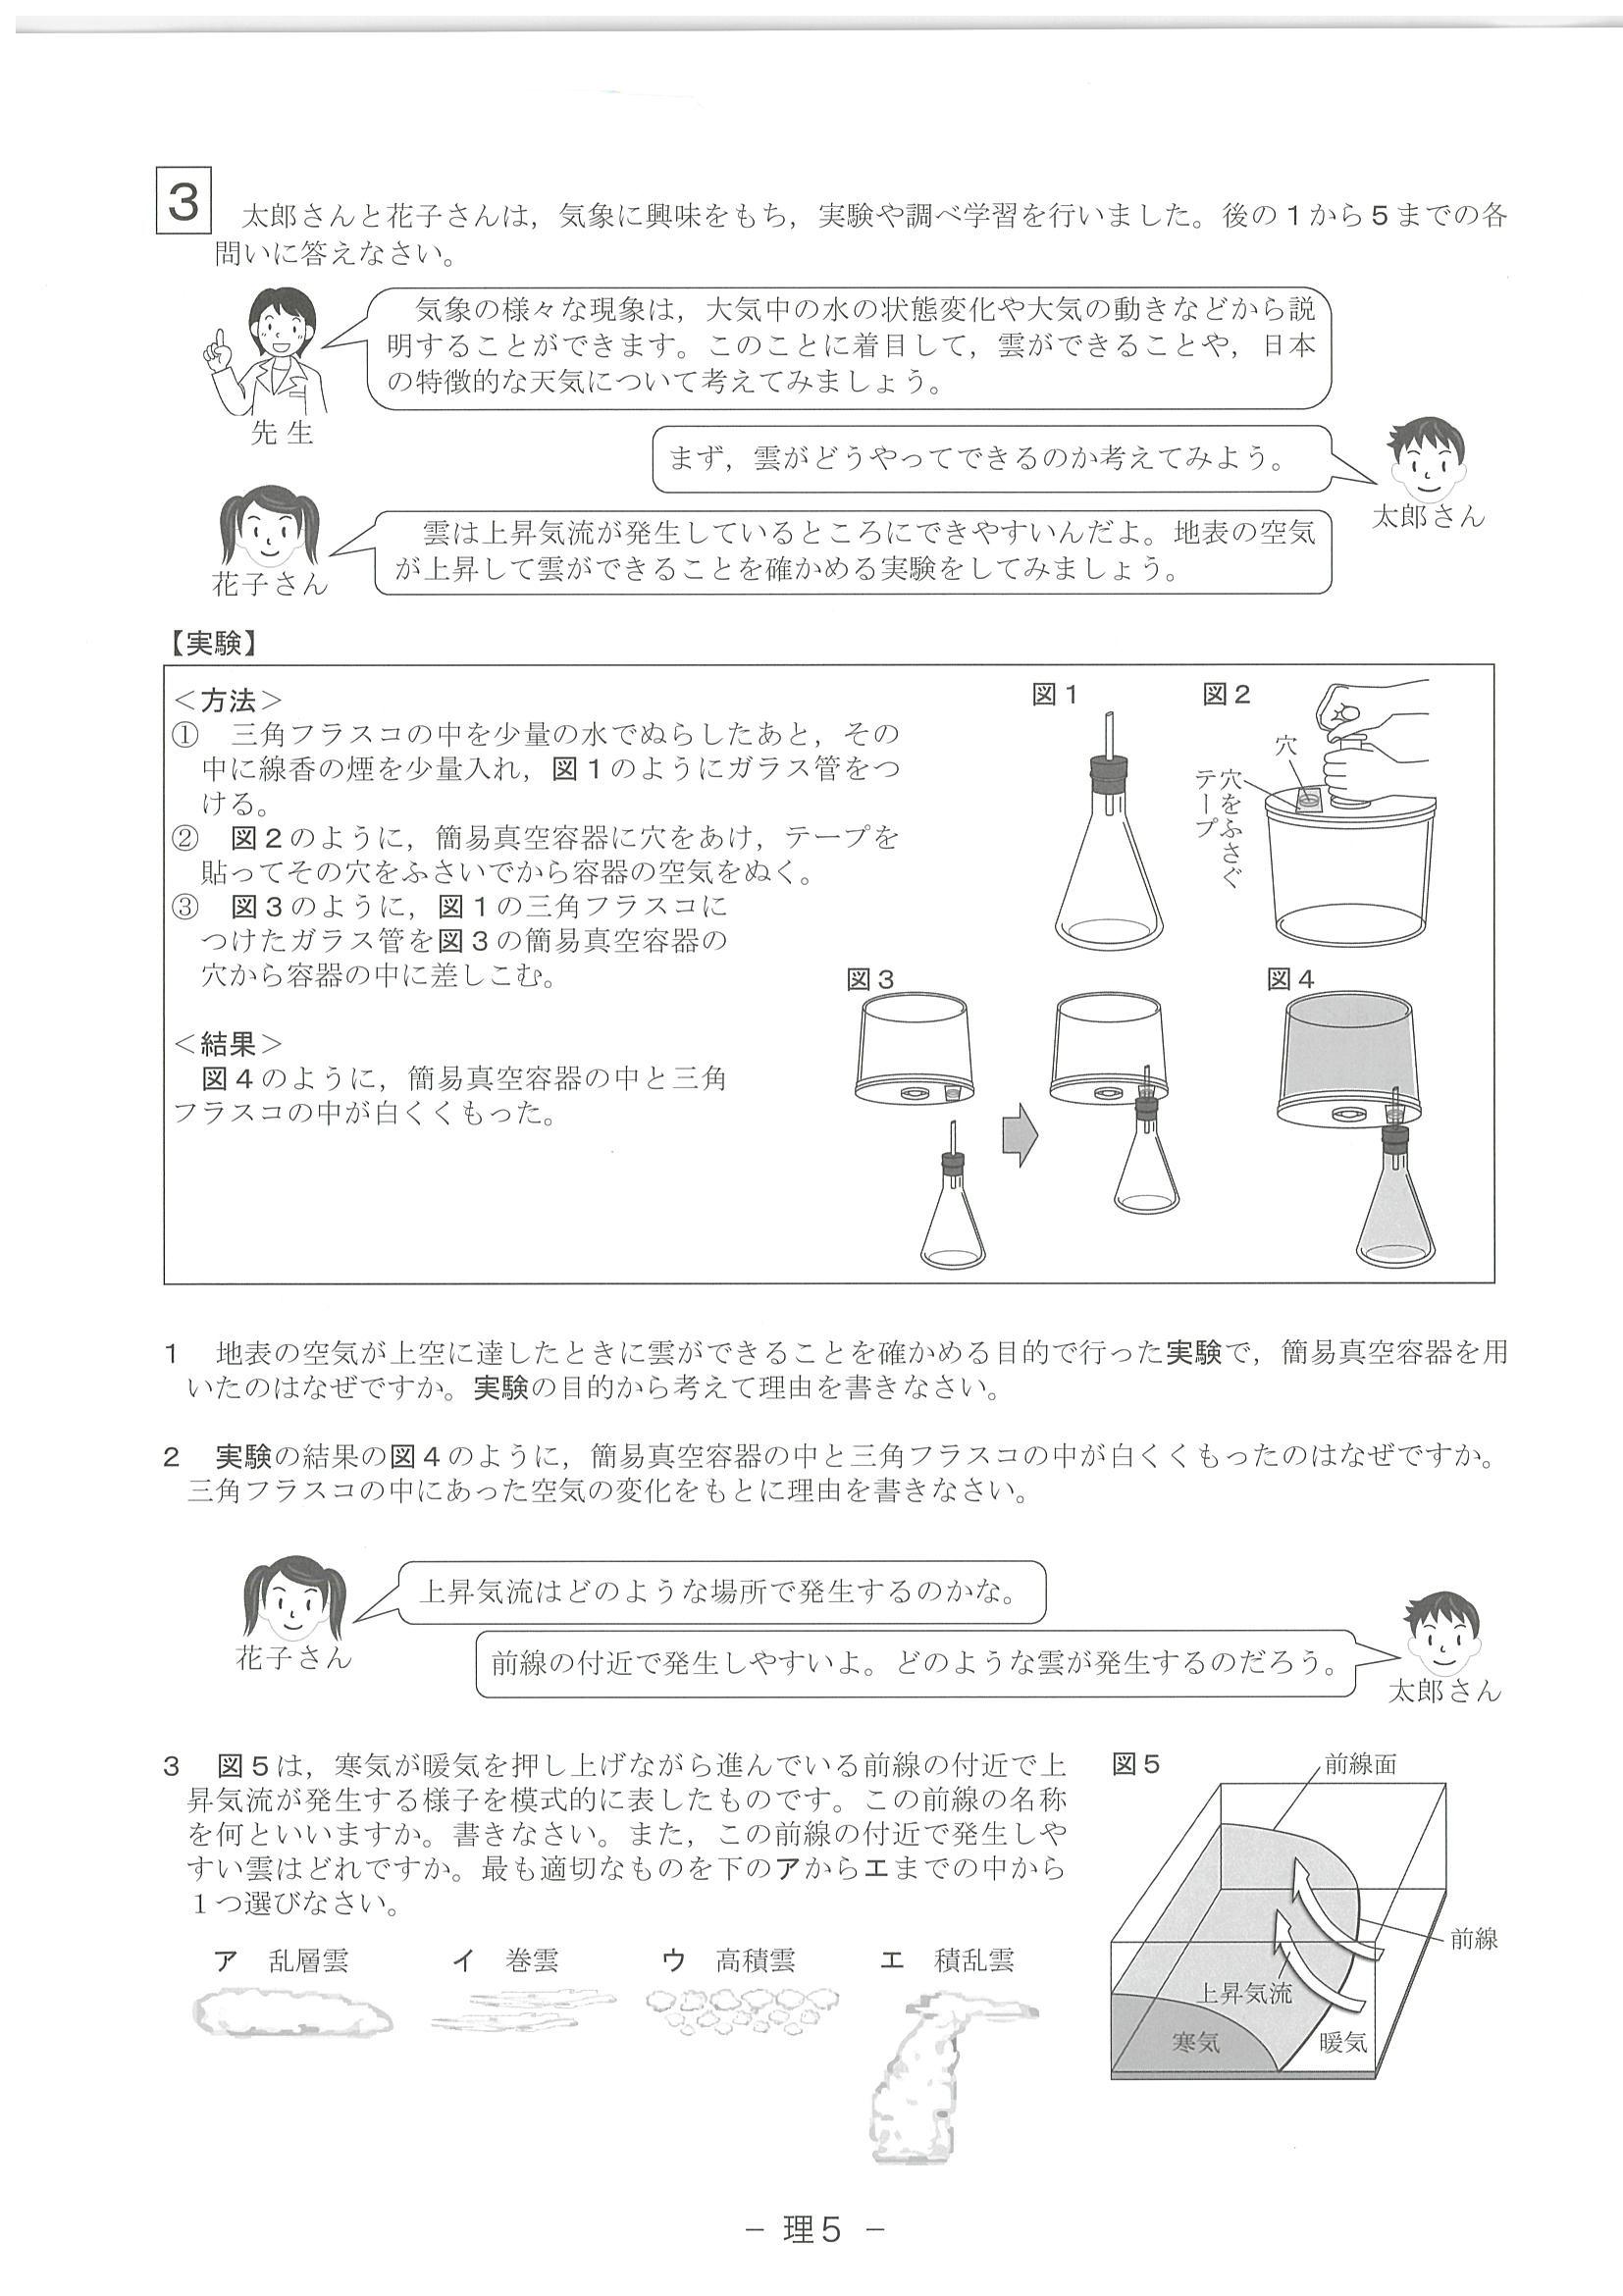 3
太郎さんと花子さんは，気象に興味をもち，実験や調べ学習を行いました。後の1から5までの各
問いに答えなさい。
気象の様々な現象は，大気中の水の状態変化や大気の動きなどから説
明することができます。このことに着目して，雲ができることや，日本
の特徴的な天気について考えてみましょう。
先生
まず，雲がどうやってできるのか考えてみよう。
太郎さん
雲は上昇気流が発生しているところにできやすいんだよ。地表の空気
が上昇して雲ができることを確かめる実験をしてみましょう。
花子さん
【実験】
＜方法＞
① 三角フラスコの中を少量の水でぬらしたあと，その
中に線香の煙を少量入れ，図1のようにガラス管をつ
ける。
② 図2のように，簡易真空容器に穴をあけ，テープを
貼ってその穴をふさいでから容器の空気をぬく。
③ 図3のように，図1の三角フラスコに
つけたガラス管を図3の簡易真空容器の
穴から容器の中に差しこむ。
＜結果＞
図4のように，簡易真空容器の中と三角
フラスコの中が白くくもった。
図1
図2
穴
穴をふさぐ
テープ
図3
図4
1 地表の空気が上空に達したときに雲ができることを確かめる目的で行った実験で，簡易真空容器を用
いたのはなぜですか。実験の目的から考えて理由を書きなさい。
2 実験の結果の図4のように，簡易真空容器の中と三角フラスコの中が白くくもったのはなぜですか。
三角フラスコの中にあった空気の変化をもとに理由を書きなさい。
上昇気流はどのような場所で発生するのかな。
花子さん
前線の付近で発生しやすいよ。どのような雲が発生するのだろう。
太郎さん
3 図5は，寒気が暖気を押し上げながら進んでいる前線の付近で上
昇気流が発生する様子を模式的に表したものです。この前線の名称
を何といいますか。書きなさい。また，この前線の付近で発生しや
すい雲はどれですか。最も適切なものを下のアからエまでの中から
1つ選びなさい。
ア 乱層雲
イ 巻雲
ウ 高積雲
エ 積乱雲
図5
前線面
前線
上昇気流
寒気
暖気
－ 理5 －